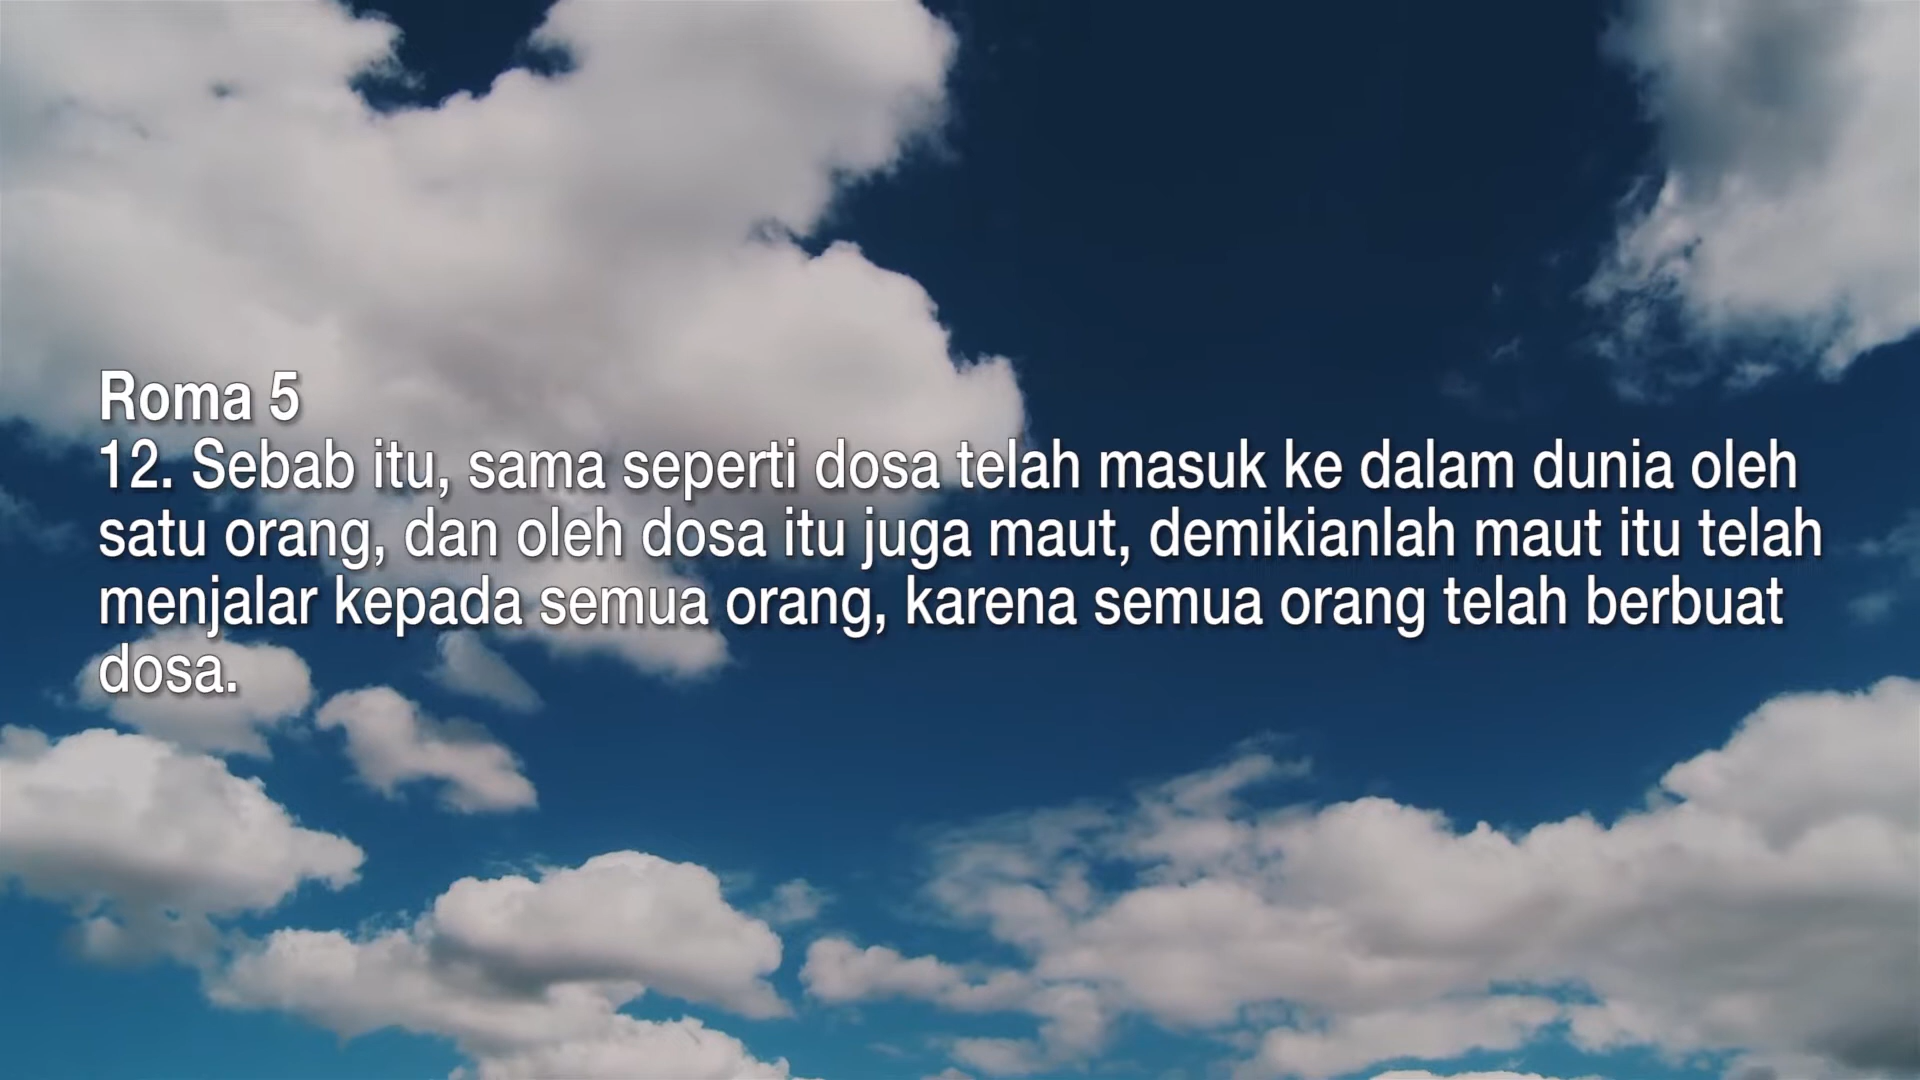 Roma 5
12. Sebab itu, sama seperti dosa telah masuk ke dalam dunia oleh
satu orang, dan oleh dosa itu juga maut, demikianlah maut itu telah
menjalar kepada semua orang, karena semua orang telah berbuat
dosa.